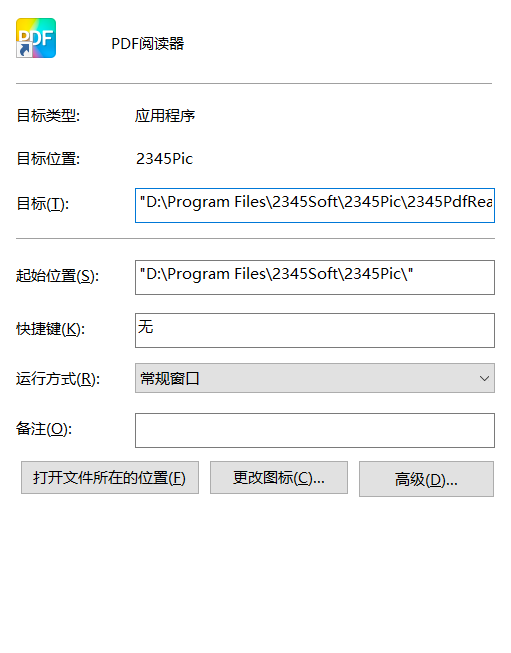 PDF
PDF阅读器
目标类型: 应用程序
目标位置: 2345Pic
目标(T): "D:\Program Files\2345Soft\2345Pic\2345PdfRea
起始位置(S): "D:\Program Files\2345Soft\2345Pic\"
快捷键(K): 无
运行方式(R): 常规窗口
备注(O):
打开文件所在的位置(F) 更改图标(C)... 高级(D)...